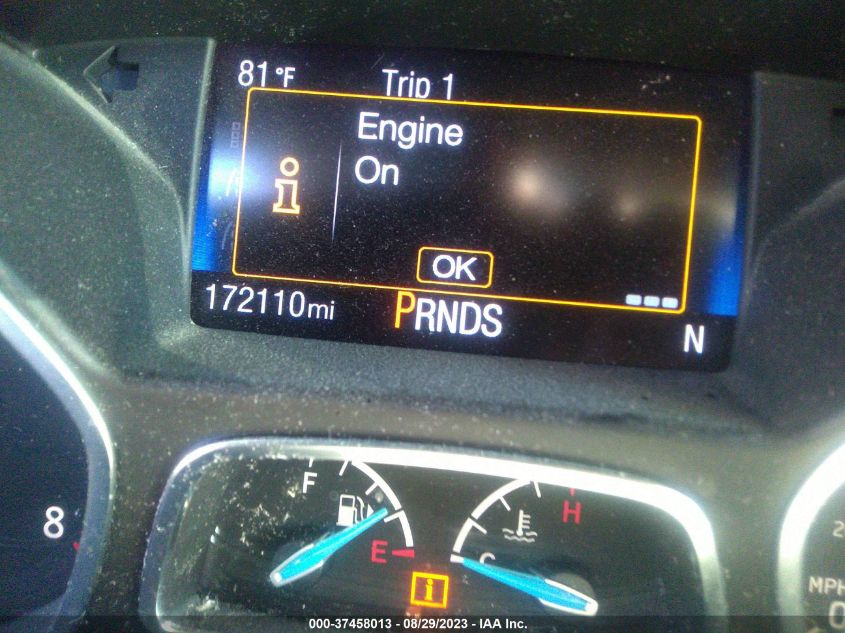 81°F Trip 1
Engine
On
i
OK
172110mi PRNDS N
F
H
8
E
C
i
MPH
000-37458013 - 08/29/2023 - IAA, Inc.